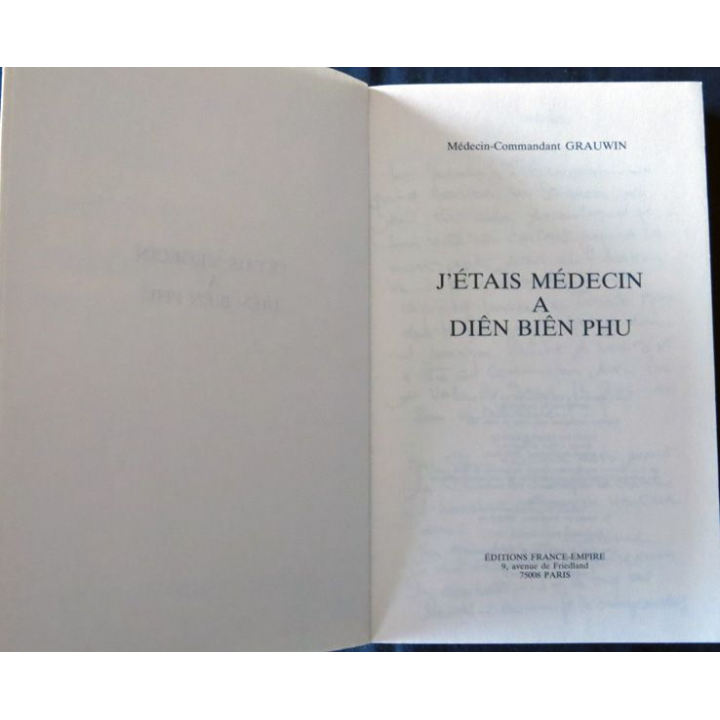 Médecin-Commandant GRAUWIN
J'ÉTAIS MÉDECIN
A
DIÊN BIÊN PHU
ÉDITIONS FRANCE-EMPIRE
9, avenue de Friedland
75008 PARIS